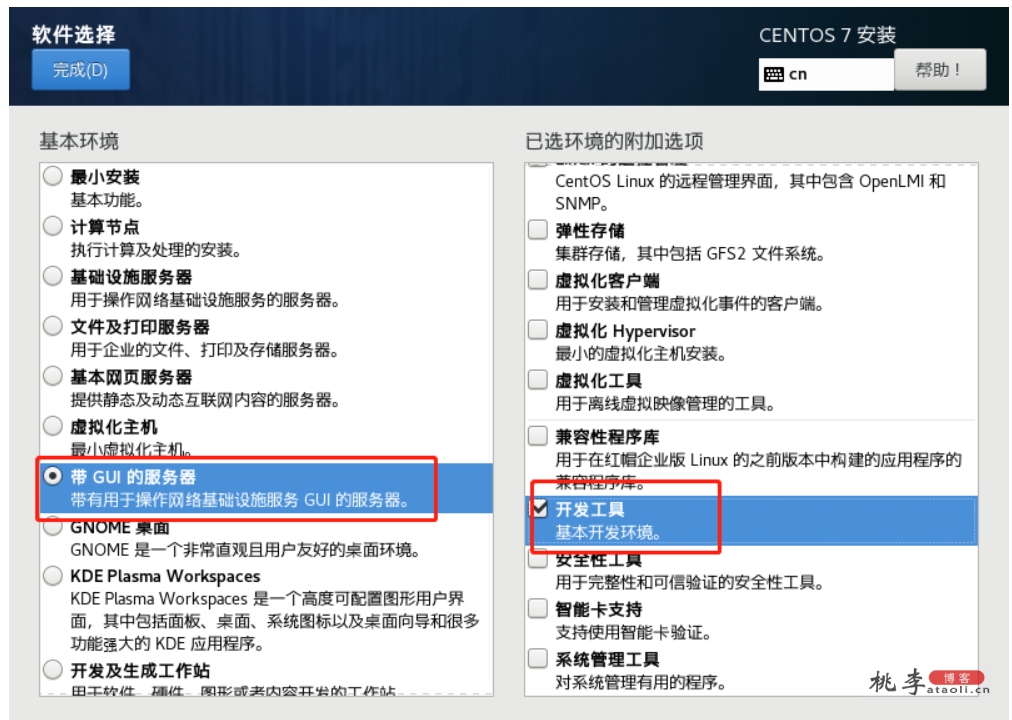 软件选择
完成(D)
CENTOS 7 安装
cn
帮助！
基本环境
最小安装
基本功能。
计算节点
执行计算及处理的安装。
基础设施服务器
用于操作网络基础设施服务的服务器。
文件及打印服务器
用于企业的文件、打印及存储服务器。
基本网页服务器
提供静态及动态互联网内容的服务器。
虚拟化主机
最小虚拟化主机。
带 GUI 的服务器
带有用于操作网络基础设施服务 GUI 的服务器。
GNOME 桌面
GNOME 是一个非常直观且用户友好的桌面环境。
KDE Plasma Workspaces
KDE Plasma Workspaces 是一个高度可配置图形用户界
面，其中包括面板、桌面、系统图标以及桌面向导和很多
功能强大的 KDE 应用程序。
开发及生成工作站
用于软件、硬件、图形或者内容开发的工作站
已选环境的附加选项
CentOS Linux 的远程管理界面，其中包含 OpenLMI 和
SNMP。
弹性存储
集群存储，其中包括 GFS2 文件系统。
虚拟化客户端
用于安装和管理虚拟化事件的客户端。
虚拟化 Hypervisor
最小的虚拟化主机安装。
虚拟化工具
用于离线虚拟映像管理的工具。
兼容性程序库
用于在红帽企业版 Linux 的之前版本中构建的应用程序的
兼容程序库。
开发工具
基本开发环境。
安全性工具
用于完整性和可信验证的安全性工具。
智能卡支持
支持使用智能卡验证。
系统管理工具
对系统管理有用的程序。
桃李 博客
ataoli.cn